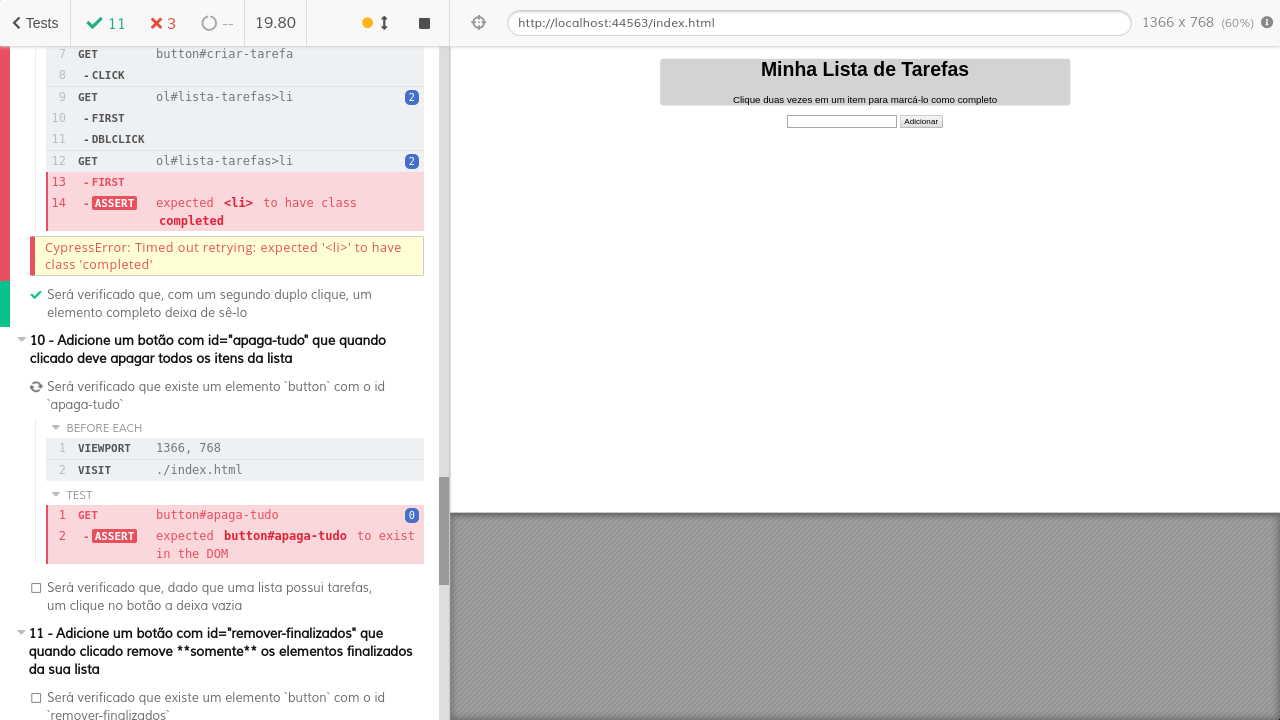 Tests
11
3
--
19.80
http://localhost:44563/index.html
1366 x 768 (60%)
7 GET button#criar-tarefa
8 - CLICK
9 GET ol#lista-tarefas>li 2
10 - FIRST
11 - DBLCLICK
12 GET ol#lista-tarefas>li 2
13 - FIRST
14 - ASSERT expected <li> to have class
completed
CypressError: Timed out retrying: expected '<li>' to have
class 'completed'
Será verificado que, com um segundo duplo clique, um
elemento completo deixa de sê-lo
10 - Adicione um botão com id="apaga-tudo" que quando
clicado deve apagar todos os itens da lista
Será verificado que existe um elemento `button` com o id
`apaga-tudo`
BEFORE EACH
1 VIEWPORT 1366, 768
2 VISIT ./index.html
TEST
1 GET button#apaga-tudo 0
2 - ASSERT expected button#apaga-tudo to exist
in the DOM
Será verificado que, dado que uma lista possui tarefas,
um clique no botão a deixa vazia
11 - Adicione um botão com id="remover-finalizados" que
quando clicado remove **somente** os elementos finalizados
da sua lista
Será verificado que existe um elemento `button` com o id
`remover-finalizados`
Minha Lista de Tarefas
Clique duas vezes em um item para marcá-lo como completo
Adicionar